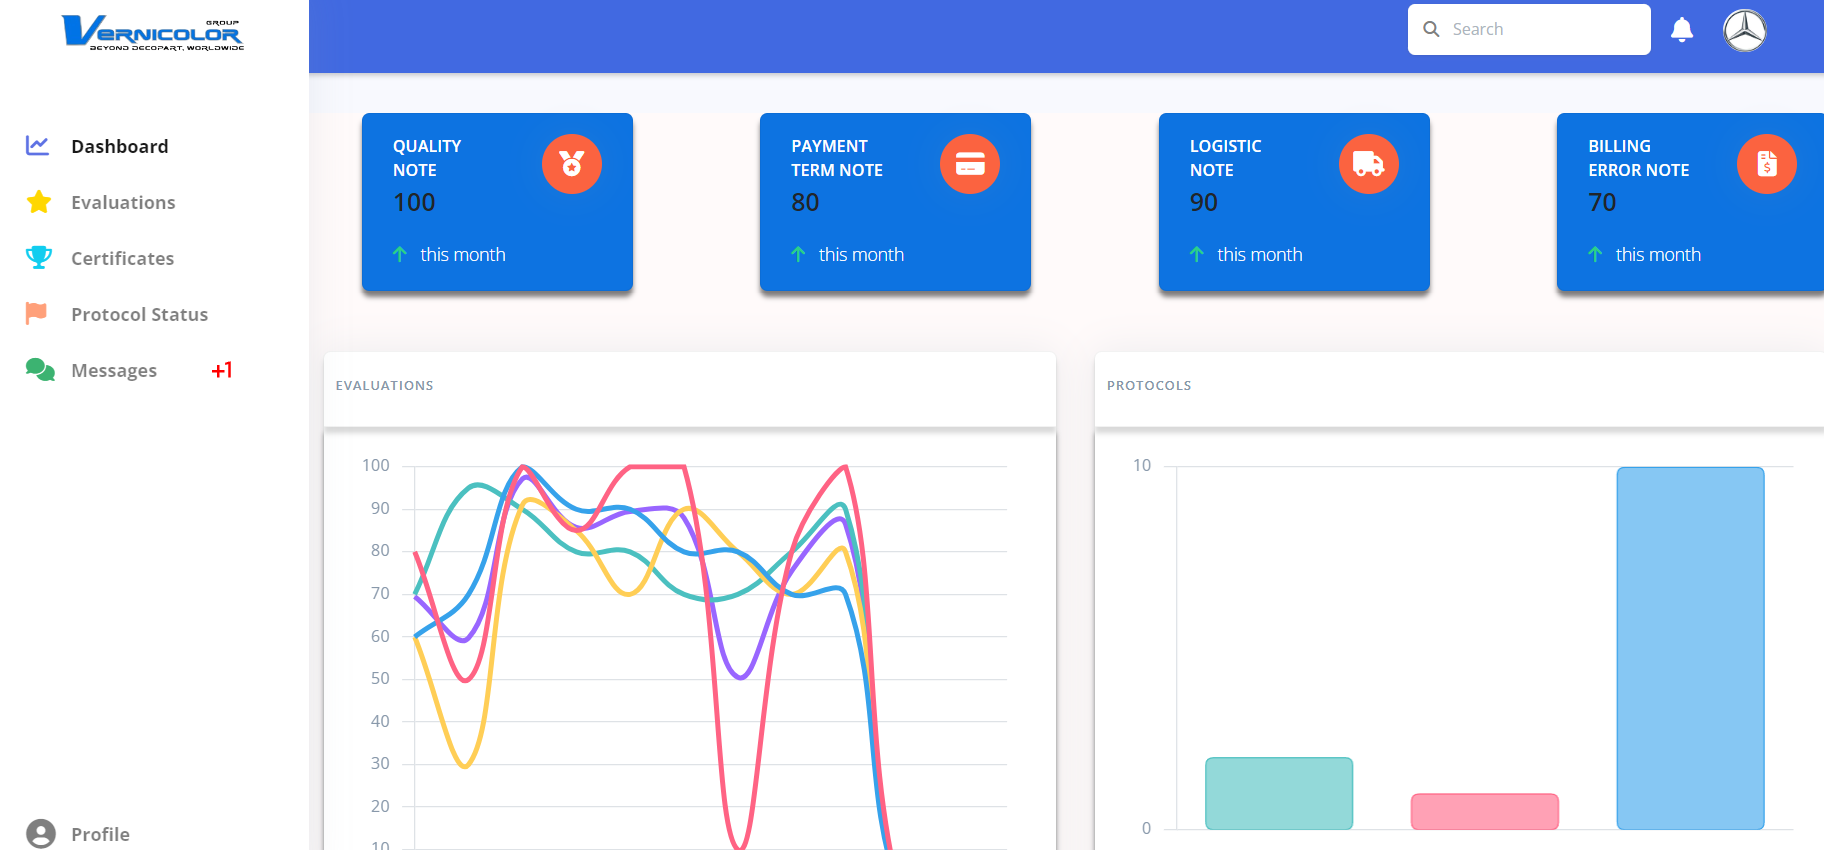 GROUP
VERNICOLOR
BEYOND DECOPART, WORLDWIDE
Search
Dashboard
Evaluations
Certificates
Protocol Status
Messages +1
Profile
QUALITY
NOTE
100
this month
PAYMENT
TERM NOTE
80
this month
LOGISTIC
NOTE
90
this month
BILLING
ERROR NOTE
70
this month
EVALUATIONS
100
90
80
70
60
50
40
30
20
10
PROTOCOLS
10
0